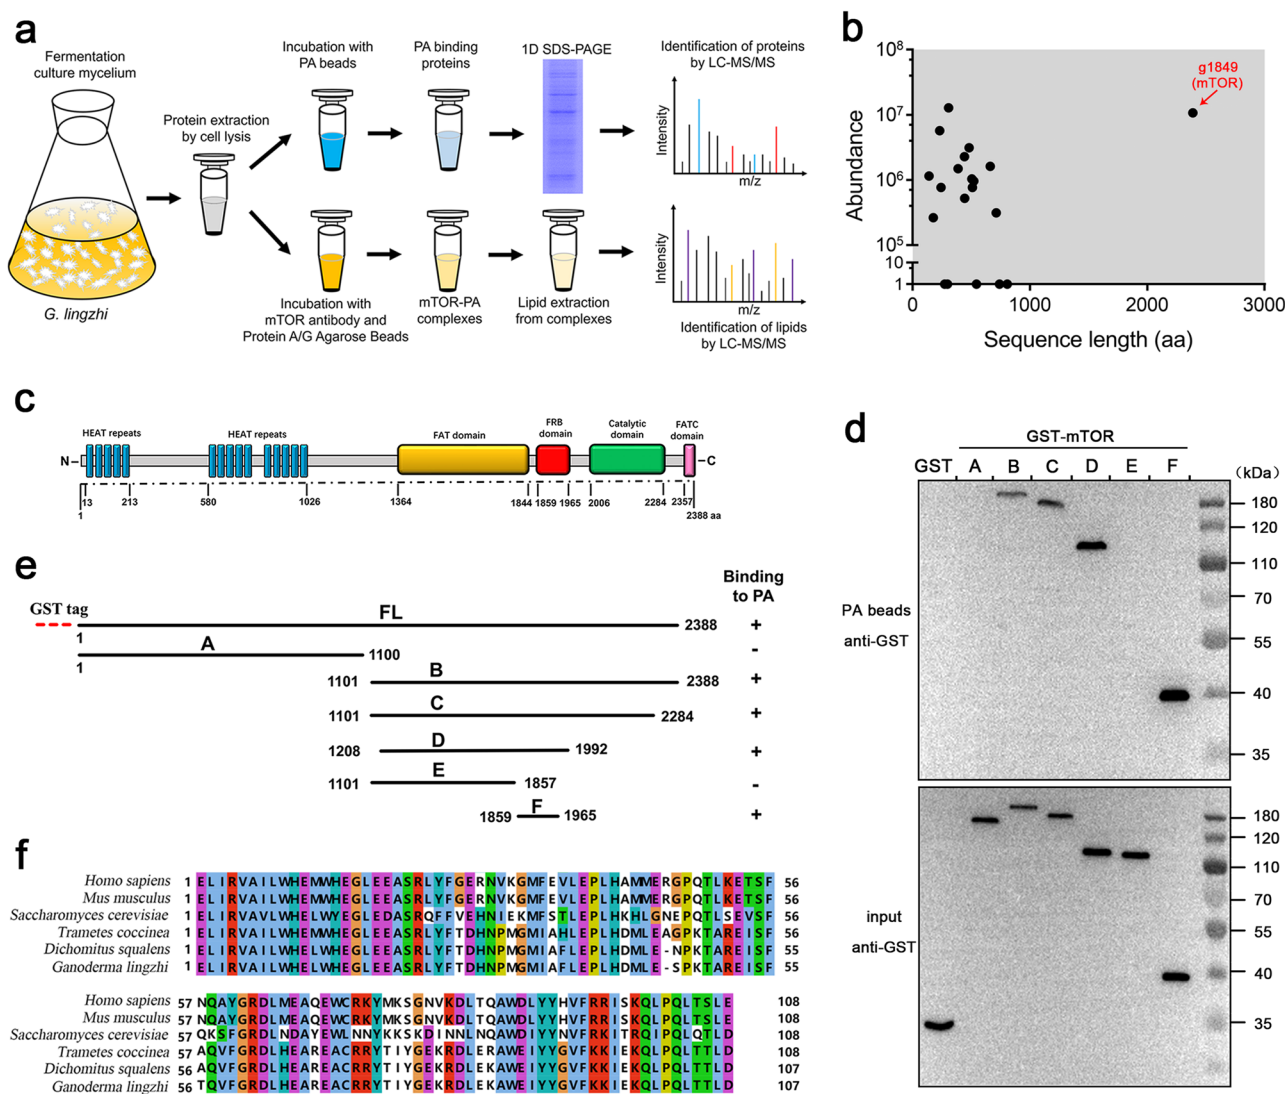 a
Fermentation
culture mycelium
G. lingzhi
Protein extraction
by cell lysis
Incubation with
PA beads
PA binding
proteins
1D SDS-PAGE
Identification of proteins
by LC-MS/MS
Intensity
m/z
Incubation with
mTOR antibody and
Protein A/G Agarose Beads
mTOR-PA
complexes
Lipid extraction
from complexes
Intensity
m/z
Identification of lipids
by LC-MS/MS
b
Abundance
10⁸
10⁷
10⁶
10⁵
10
1
g1849
(mTOR)
0 1000 2000 3000
Sequence length (aa)
c
HEAT repeats HEAT repeats FAT domain FRB domain Catalytic domain FATC domain
N C
1 13 213 580 1026 1364 1844 1859 1965 2006 2284 2357 2388 aa
d
GST-mTOR
GST A B C D E F (kDa)
PA beads
anti-GST
180
120
110
70
55
40
35
input
anti-GST
180
120
110
70
55
40
35
e
Binding
to PA
GST tag
FL
1 2388 +
A
1 1100 -
B
1101 2388 +
C
1101 2284 +
D
1208 1992 +
E
1101 1857 -
F
1859 1965 +
f
Homo sapiens 1 ELIRVAILWHEMWHEGLEEASRLYFGERNVKGMFEVLEPLHAMMERGPQTLKETSF 56
Mus musculus 1 ELIRVAILWHEMWHEGLEEASRLYFGERNVKGMFEVLEPLHAMMERGPQTLKETSF 56
Saccharomyces cerevisiae 1 ELIRVAVLWHELWYEGLEDASRQFFVEHNIEKMFSTLEPLHKHLGNEPQTLSEVSF 56
Trametes coccinea 1 ELIRVAILWHELWHEGLEEASRLYFTDHNPMGMIAHLEPLHDMLEAGPKTAREISF 56
Dichomitus squalens 1 ELIRVAILWHELWHEGLEEASRLYFTDHNPMGMIAFLEPLHDMLE-NPKTAREISF 55
Ganoderma lingzhi 1 ELIRVAILWHELWHEGLEEASRLYFTDHNPMGMIAFLEPLHDMLE-SPKTAREISF 55
Homo sapiens 57 NQAYGRDLMEAQEWCRKYMKSGNVKDLTQAWDLYYHVFRRISKQLPQLTSLE 108
Mus musculus 57 NQAYGRDLMEAQEWCRKYMKSGNVKDLTQAWDLYYHVFRRISKQLPQLTSLE 108
Saccharomyces cerevisiae 57 QKSFGRDLNDAYEWLNNYKKSKDINNLNQAWDIYYNVFRKITRQIPQLQTLD 108
Trametes coccinea 57 AQVFGRDLHEAREACRRYTIYGEKRDLERAWEIYYGVFKKIEKQLPQLTTLD 108
Dichomitus squalens 56 AQVFGRDLHEAREACRRYTIYGEKRDLEKAWEIYYGVFRKIEKQLPQLTTLD 107
Ganoderma lingzhi 56 TQVFGRDLHEAREACRRYTIYGEKRDLEKAWEIYYGVFKKIEKQLPQLTTLD 107